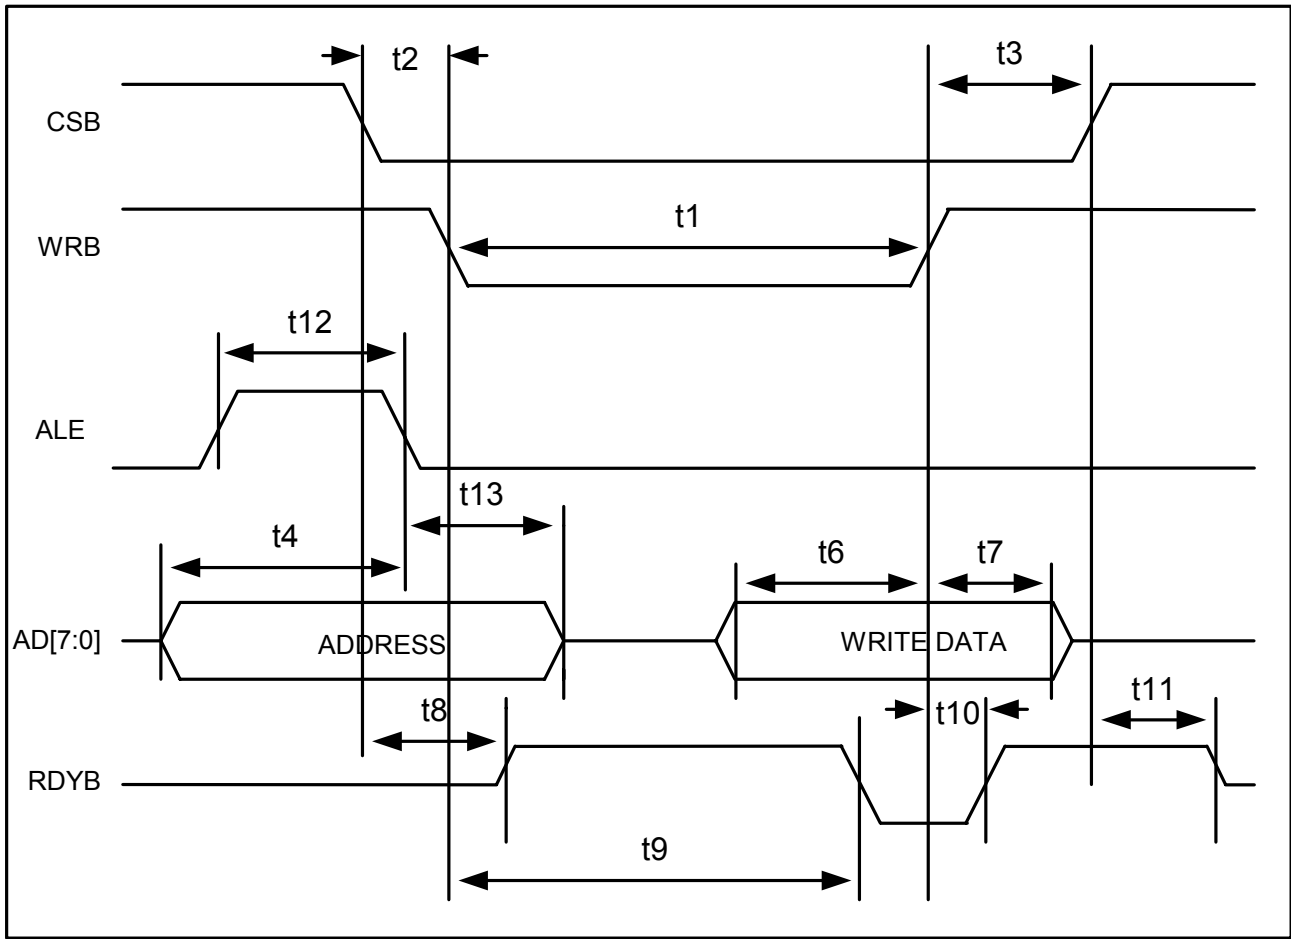 t2
t3
CSB
t1
WRB
t12
ALE
t13
t4
t6
t7
AD[7:0]
ADDRESS
WRITE DATA
t8
t10
t11
RDYB
t9